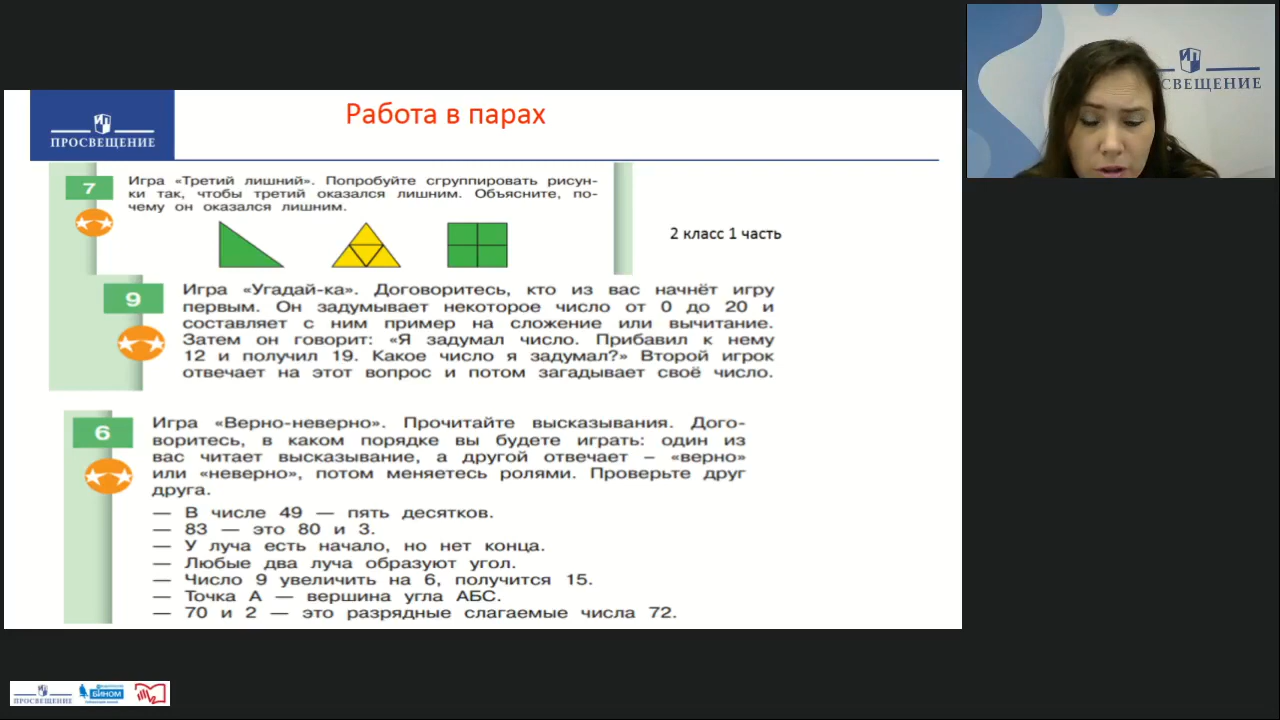 СВЕЩЕНИЕ
ПРОСВЕЩЕНИЕ
Работа в парах
7
Игра «Третий лишний». Попробуйте сгруппировать рисун-
ки так, чтобы третий оказался лишним. Объясните, по-
чему он оказался лишним.
2 класс 1 часть
9
Игра «Угадай-ка». Договоритесь, кто из вас начнёт игру
первым. Он задумывает некоторое число от 0 до 20 и
составляет с ним пример на сложение или вычитание.
Затем он говорит: «Я задумал число. Прибавил к нему
12 и получил 19. Какое число я задумал?» Второй игрок
отвечает на этот вопрос и потом загадывает своё число.
6
Игра «Верно-неверно». Прочитайте высказывания. Дого-
воритесь, в каком порядке вы будете играть: один из
вас читает высказывание, а другой отвечает – «верно»
или «неверно», потом меняетесь ролями. Проверьте друг
друга.
— В числе 49 — пять десятков.
— 83 — это 80 и 3.
— У луча есть начало, но нет конца.
— Любые два луча образуют угол.
— Число 9 увеличить на 6, получится 15.
— Точка А — вершина угла АБС.
— 70 и 2 — это разрядные слагаемые числа 72.
ПРОСВЕЩЕНИЕ
БИНОМ